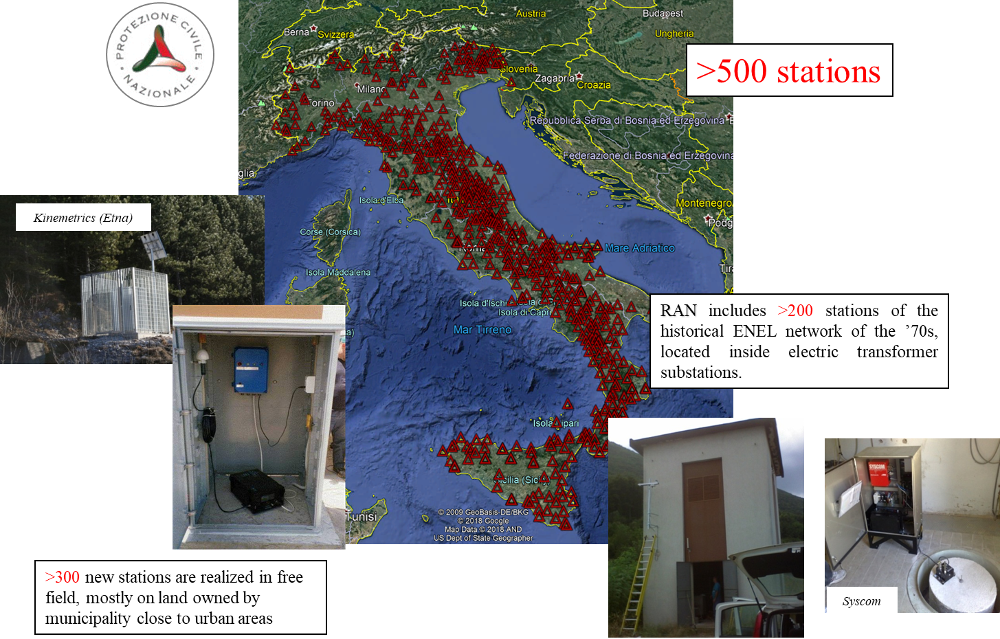 PROTEZIONE CIVILE
NAZIONALE
Austria
Budapest
Berna
Svizzera
Ungheria
>500 stations
Slovenia
Zagabria
Croazia
Milano
Torino
Repubblica Serba di Bosnia ed Erzegovina
Federazione di Bosnia ed Erzegovina
glia
Isola d'Elba
Montenegro
Podg
Kinemetrics (Etna)
Corse (Corsica)
Roma
Mare Adriatico
Tira
Isola Maddalena
Isola d'Ischi
Isola di Capri
RAN includes >200 stations of the
historical ENEL network of the ’70s,
located inside electric transformer
substations.
a)
Mar Tirreno
Isola Lipari
Sicilia (Sicily)
SYSCOM
Tunisi
© 2009 GeoBasis-DE/BKG
© 2018 Google
Map Data © 2018 AND
US Dept of State Geographer
>300 new stations are realized in free
field, mostly on land owned by
municipality close to urban areas
Syscom